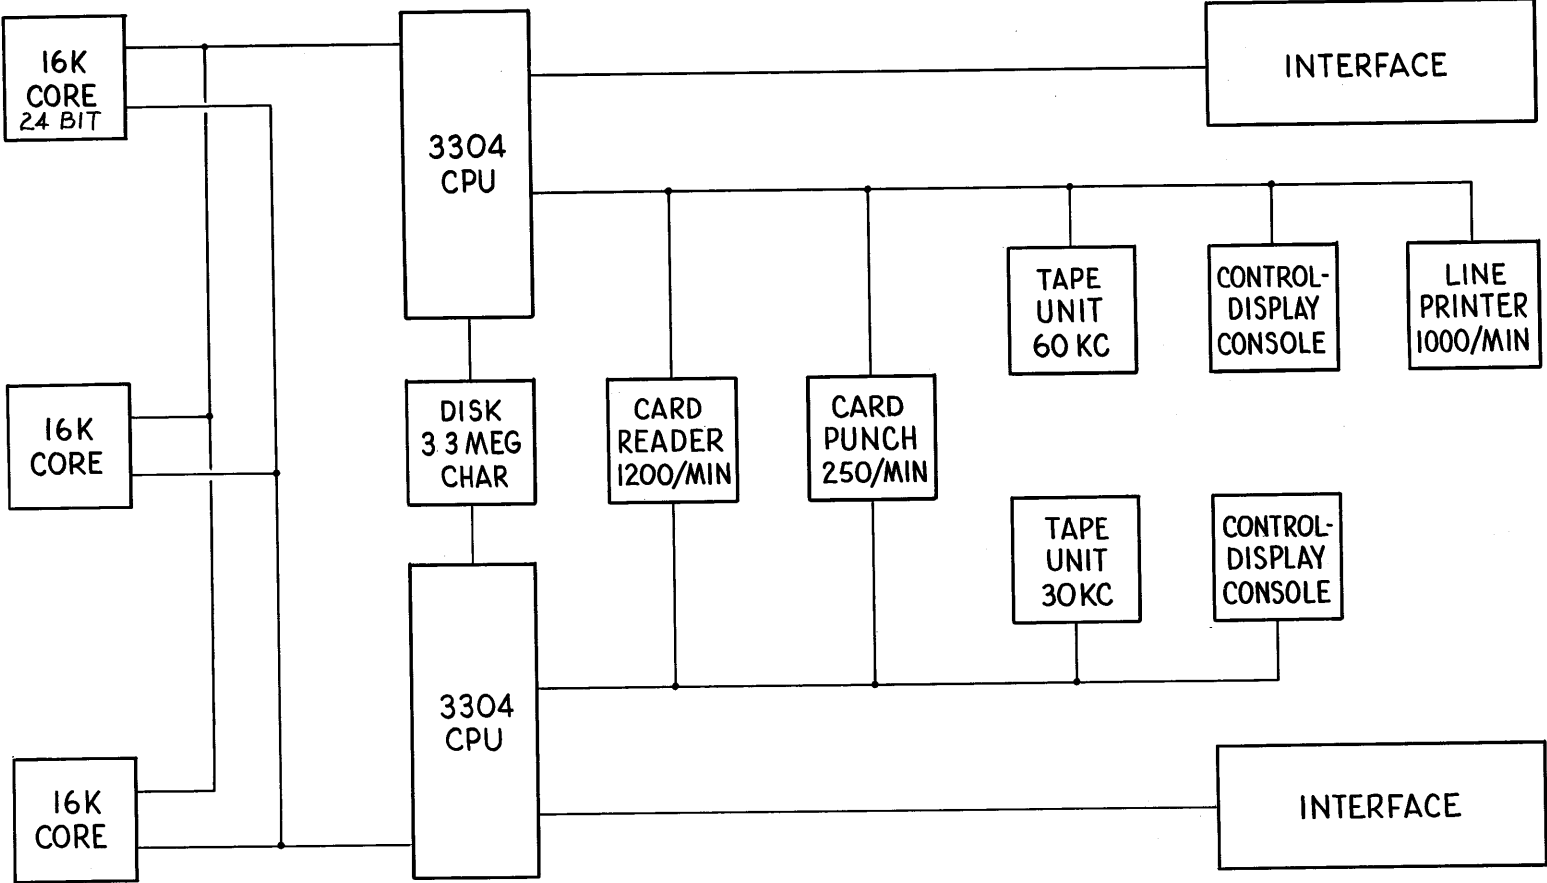 16K
CORE
24 BIT
3304
CPU
INTERFACE
TAPE
UNIT
60 KC
CONTROL-
DISPLAY
CONSOLE
LINE
PRINTER
1000/MIN
16K
CORE
DISK
3.3 MEG
CHAR
CARD
READER
1200/MIN
CARD
PUNCH
250/MIN
TAPE
UNIT
30 KC
CONTROL-
DISPLAY
CONSOLE
3304
CPU
16K
CORE
INTERFACE